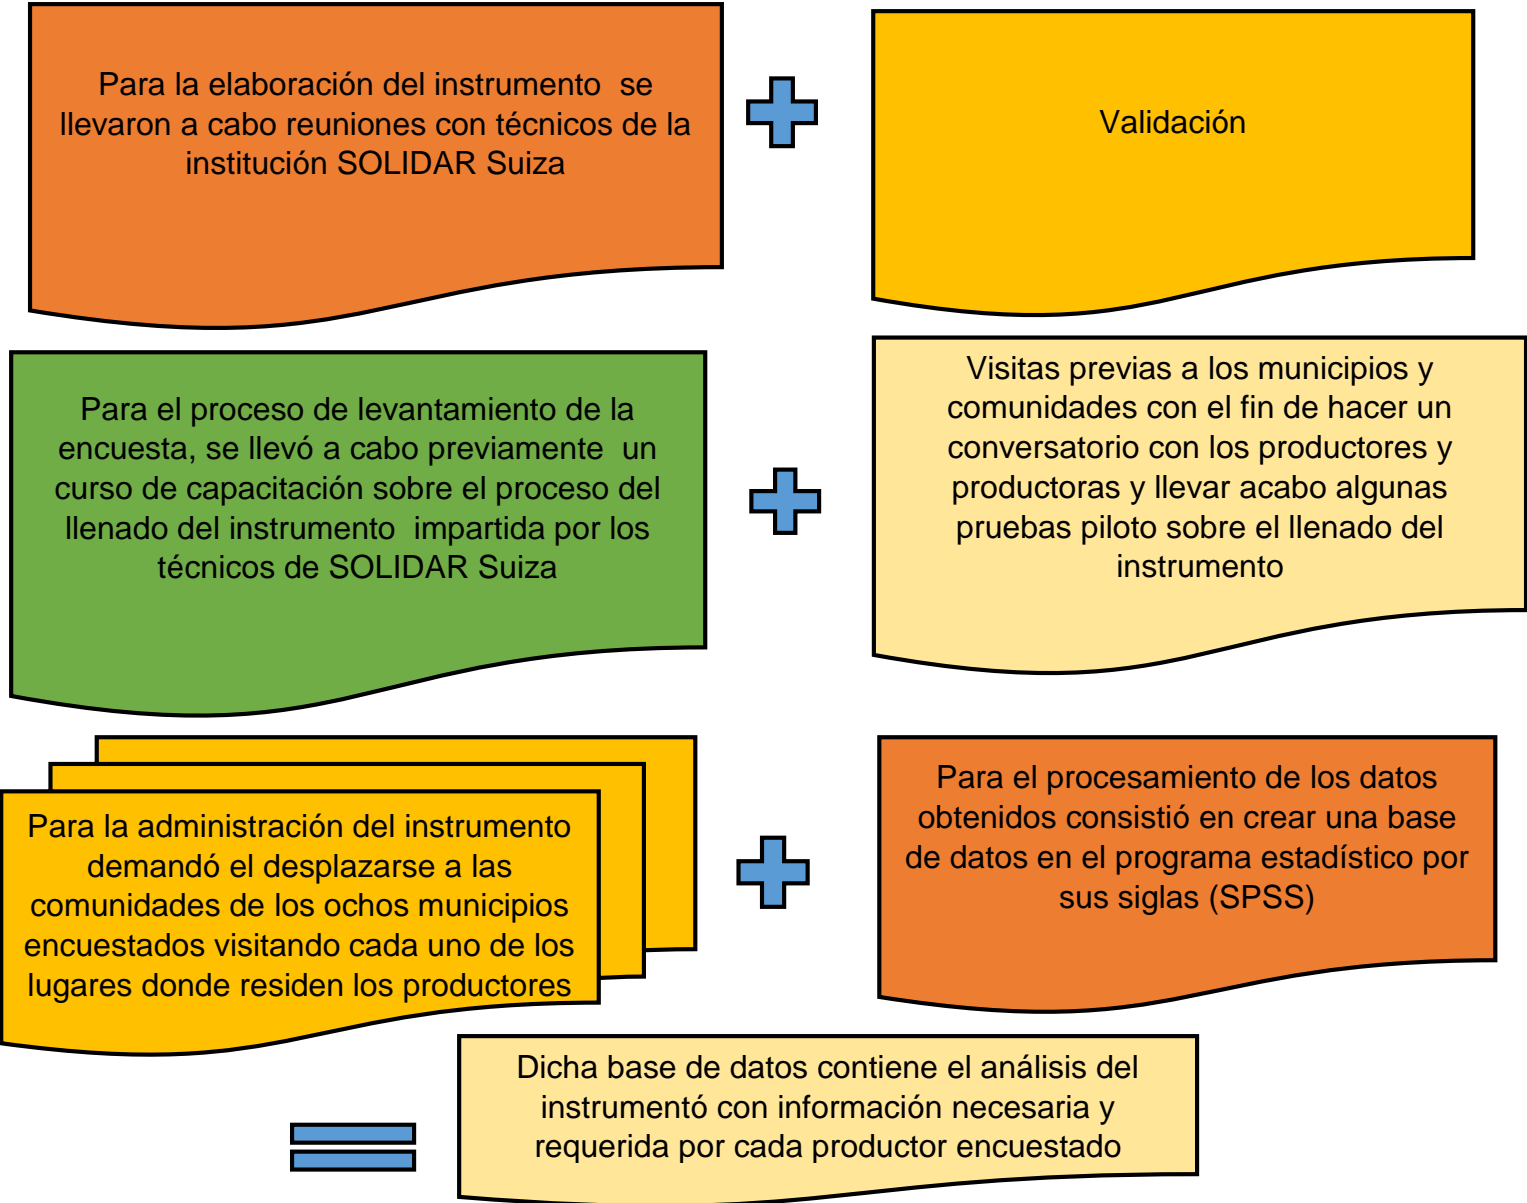 Para la elaboración del instrumento se
llevaron a cabo reuniones con técnicos de la
institución SOLIDAR Suiza
Validación
Para el proceso de levantamiento de la
encuesta, se llevó a cabo previamente un
curso de capacitación sobre el proceso del
llenado del instrumento impartida por los
técnicos de SOLIDAR Suiza
Visitas previas a los municipios y
comunidades con el fin de hacer un
conversatorio con los productores y
productoras y llevar acabo algunas
pruebas piloto sobre el llenado del
instrumento
Para la administración del instrumento
demandó el desplazarse a las
comunidades de los ochos municipios
encuestados visitando cada uno de los
lugares donde residen los productores
Para el procesamiento de los datos
obtenidos consistió en crear una base
de datos en el programa estadístico por
sus siglas (SPSS)
Dicha base de datos contiene el análisis del
instrumentó con información necesaria y
requerida por cada productor encuestado